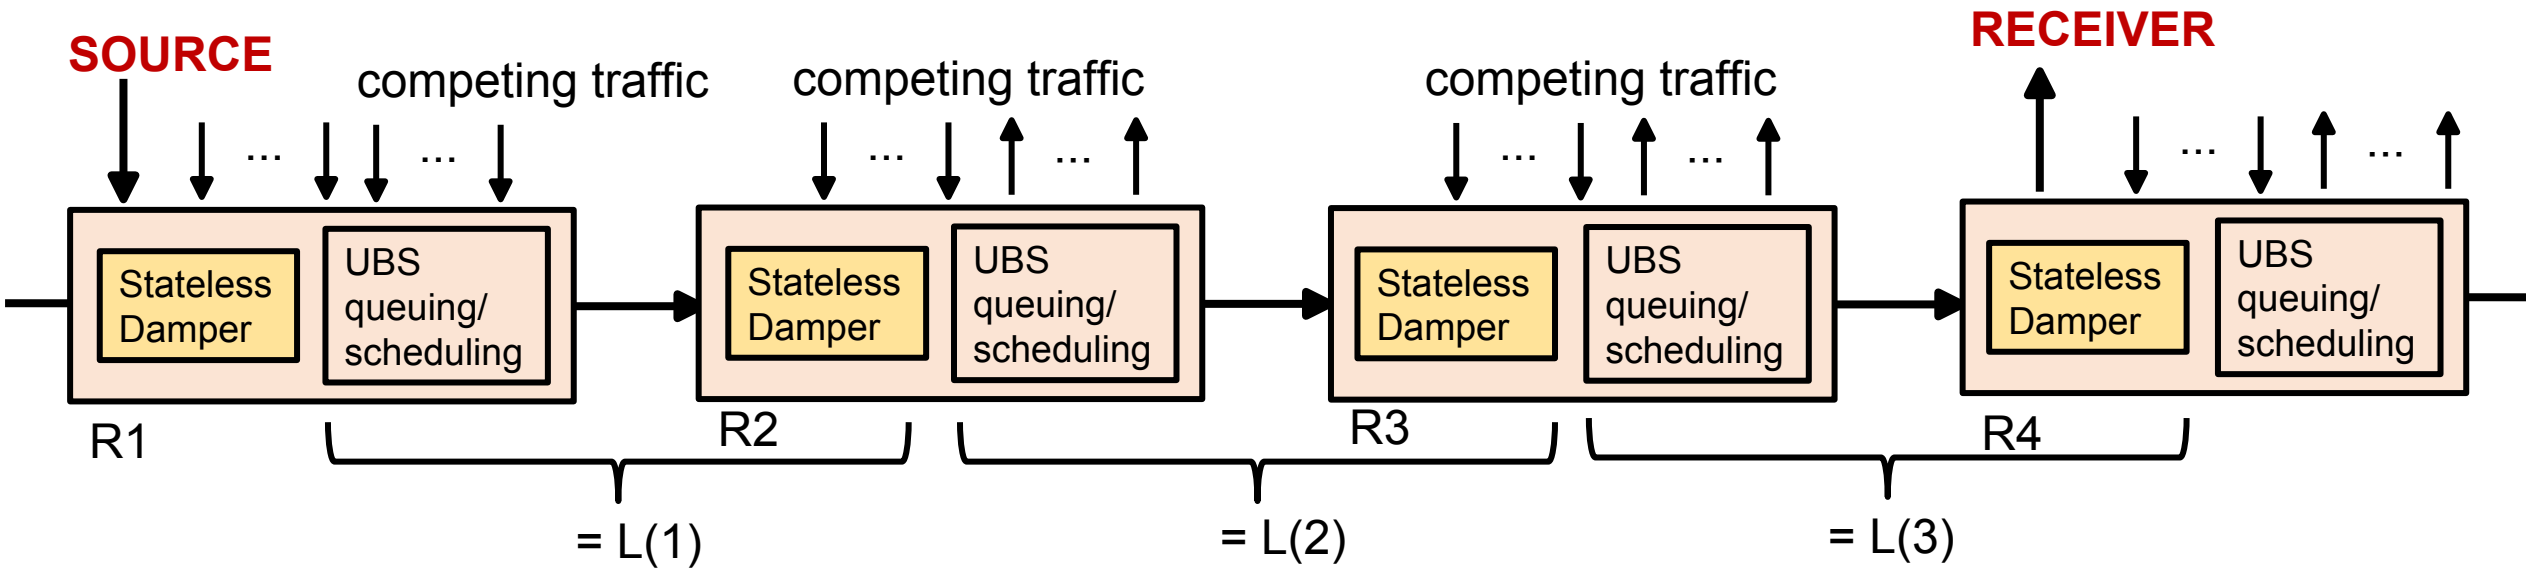 SOURCE
RECEIVER
competing traffic
competing traffic
competing traffic
...
...
...
...
...
...
...
...
Stateless
Damper
UBS
queuing/
scheduling
Stateless
Damper
UBS
queuing/
scheduling
Stateless
Damper
UBS
queuing/
scheduling
Stateless
Damper
UBS
queuing/
scheduling
R1
R2
R3
R4
= L(1)
= L(2)
= L(3)